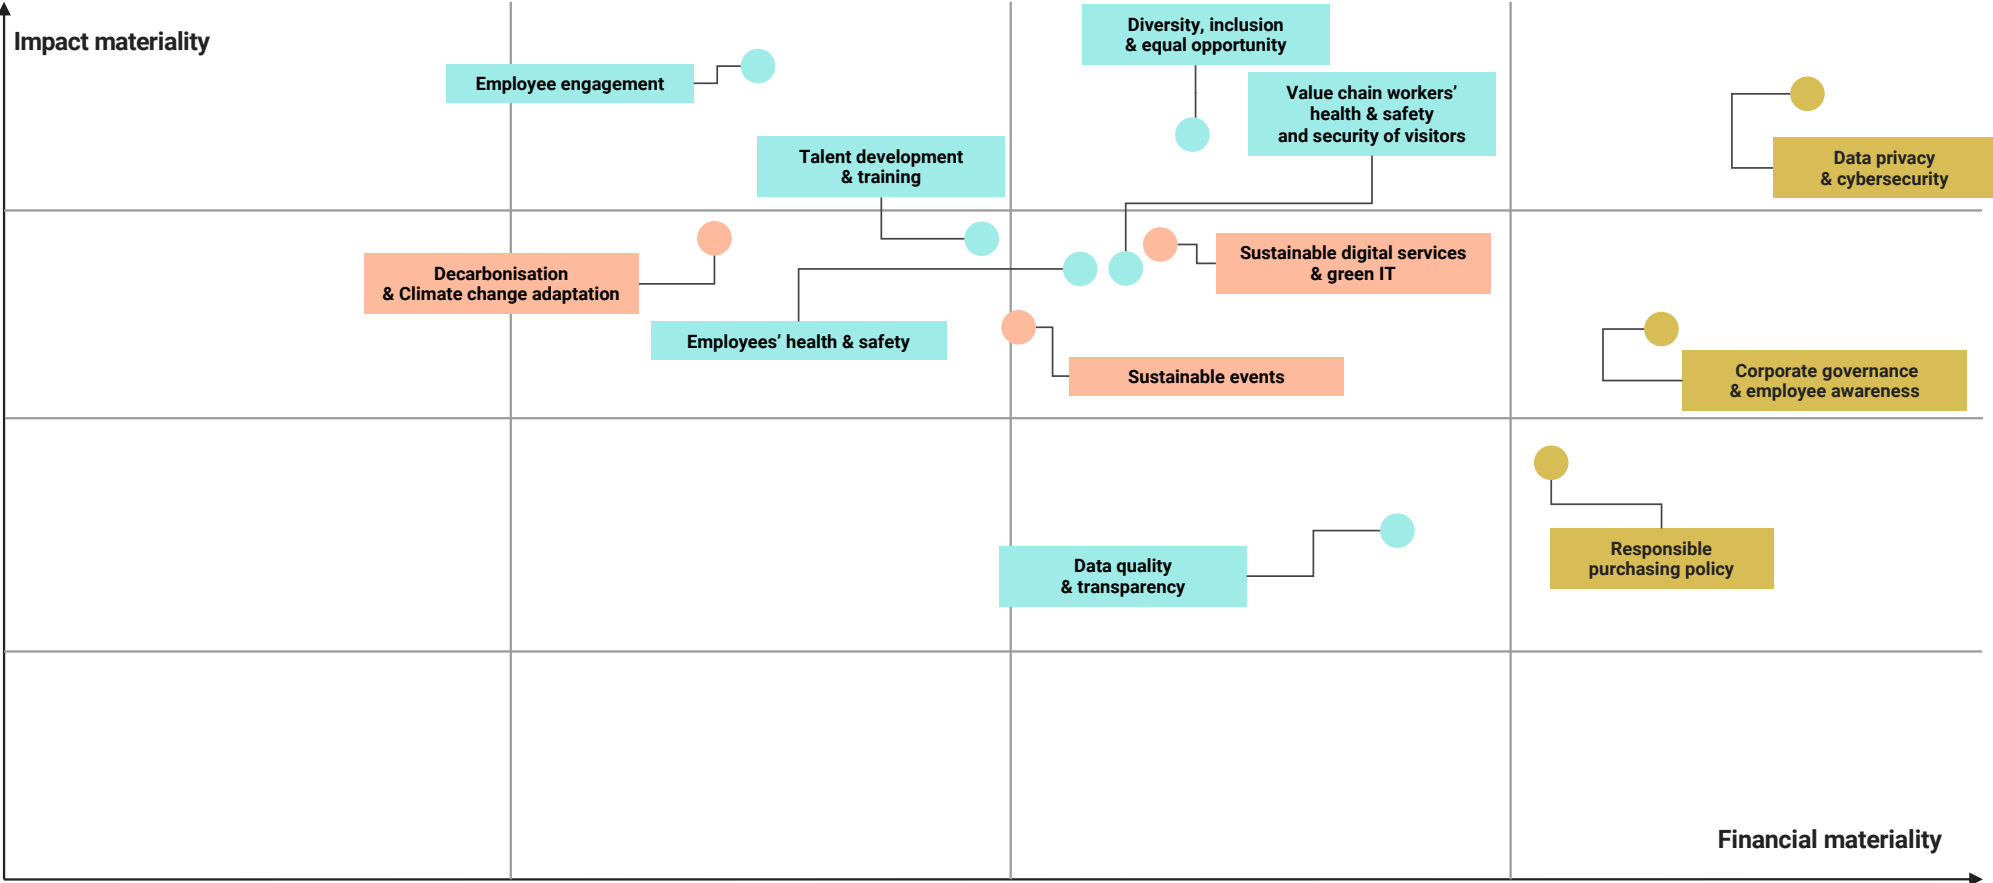 Impact materiality
Diversity, inclusion
& equal opportunity
Employee engagement
Value chain workers’
health & safety
and security of visitors
Talent development
& training
Data privacy
& cybersecurity
Decarbonisation
& Climate change adaptation
Sustainable digital services
& green IT
Employees’ health & safety
Sustainable events
Corporate governance
& employee awareness
Data quality
& transparency
Responsible
purchasing policy
Financial materiality